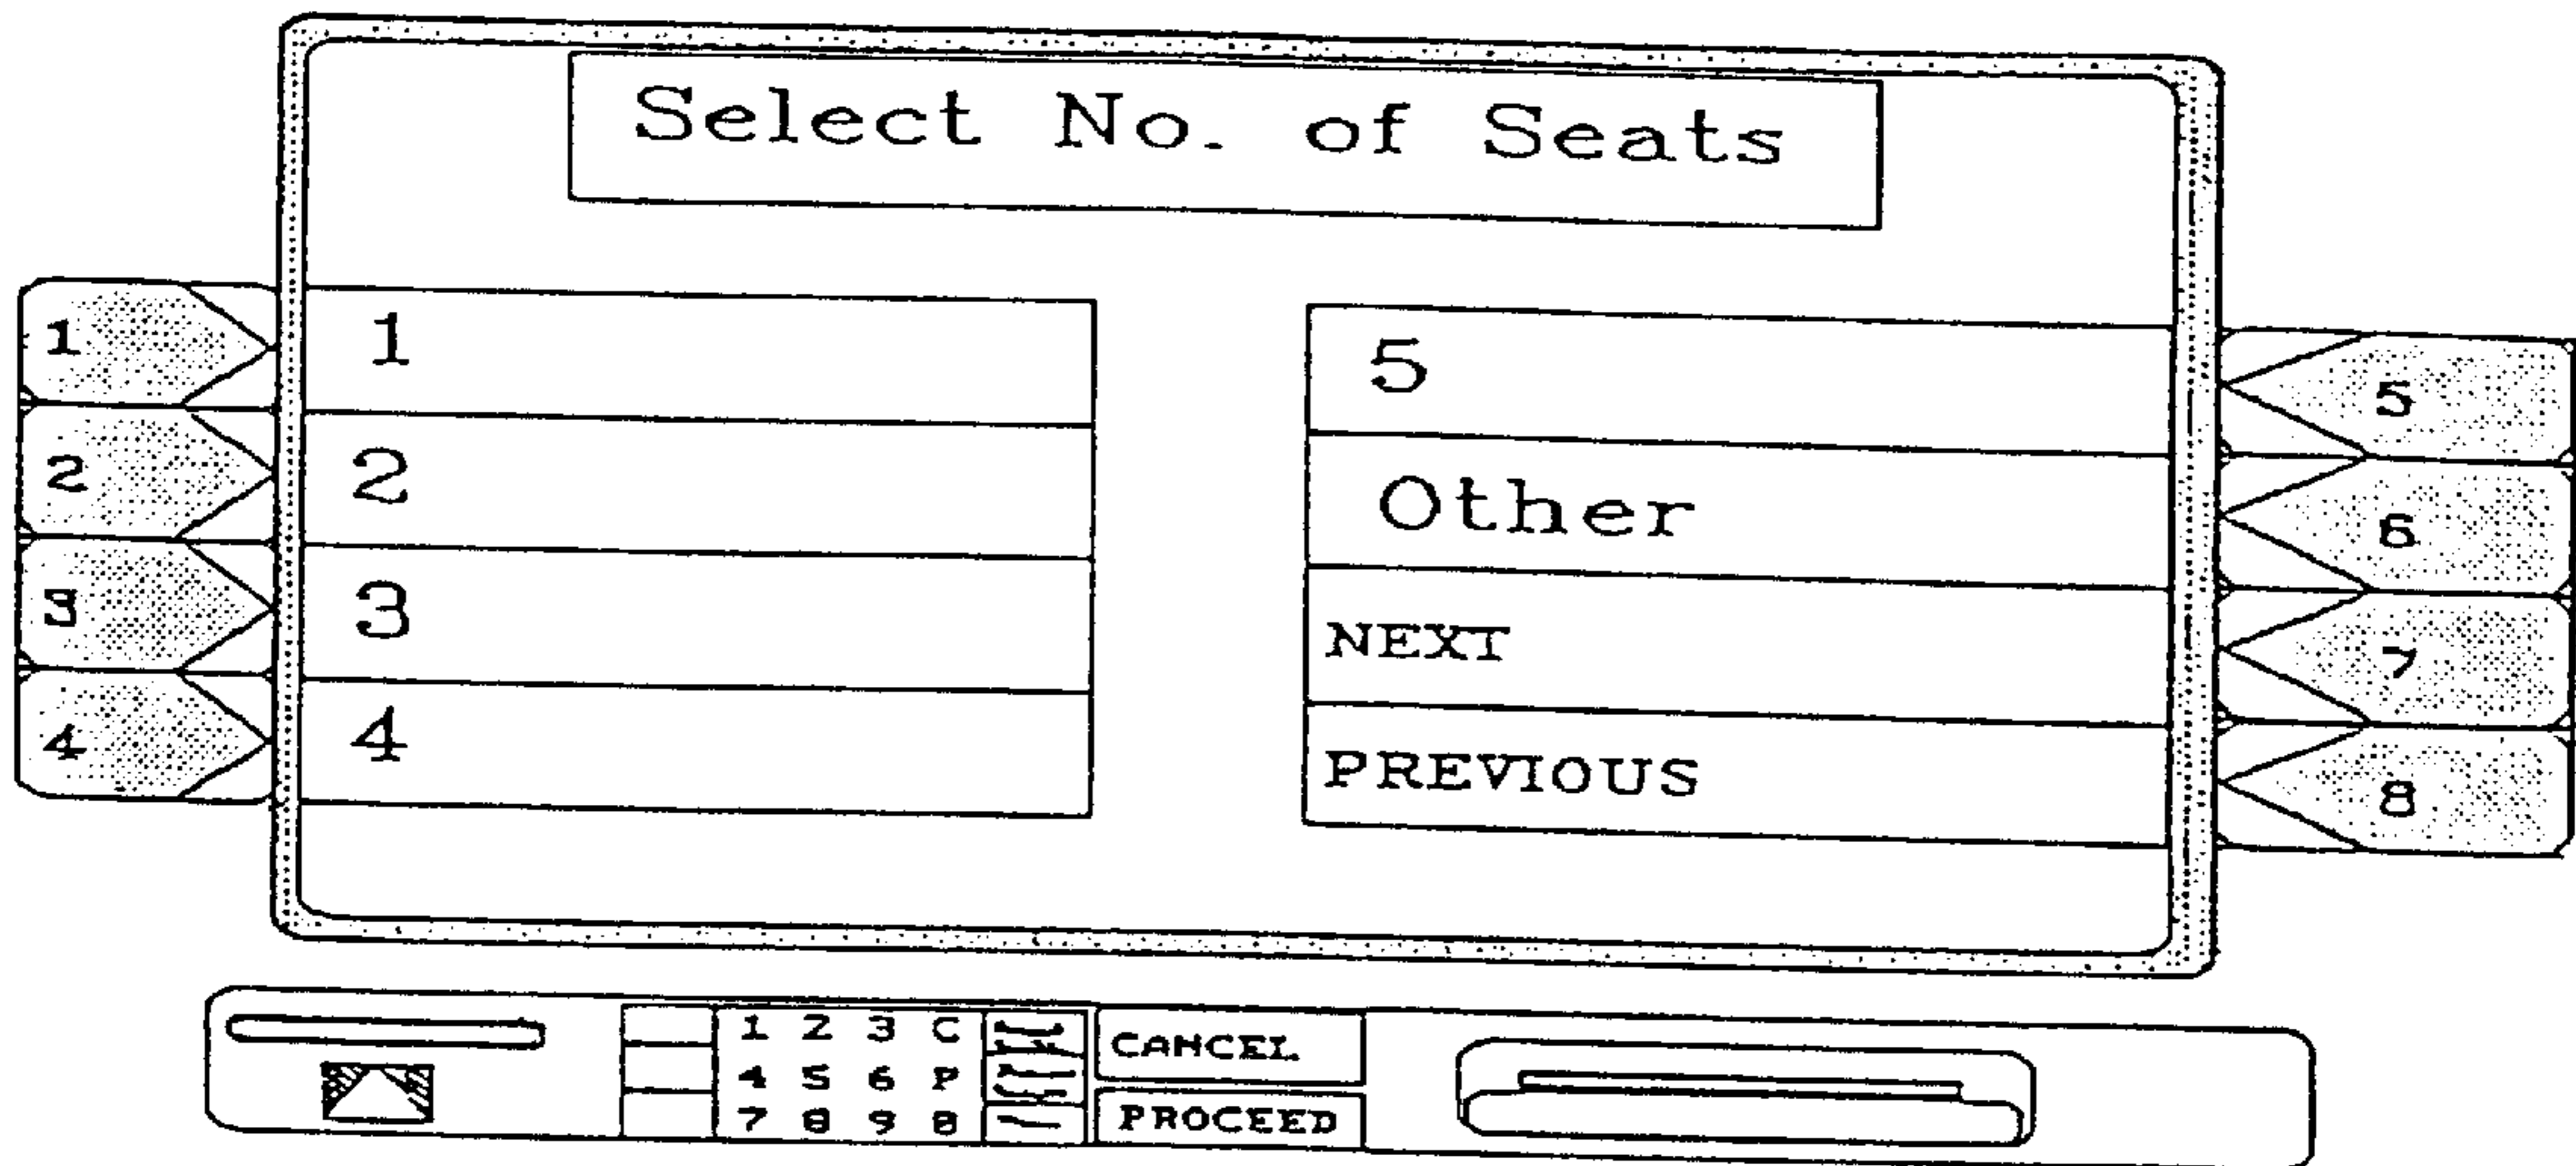 Select No. of Seats
1 1
2 2
3 3
4 4
5 5
Other 6
NEXT 7
PREVIOUS 8
1 2 3 C
4 5 6 P
7 8 9 0
CANCEL
PROCEED